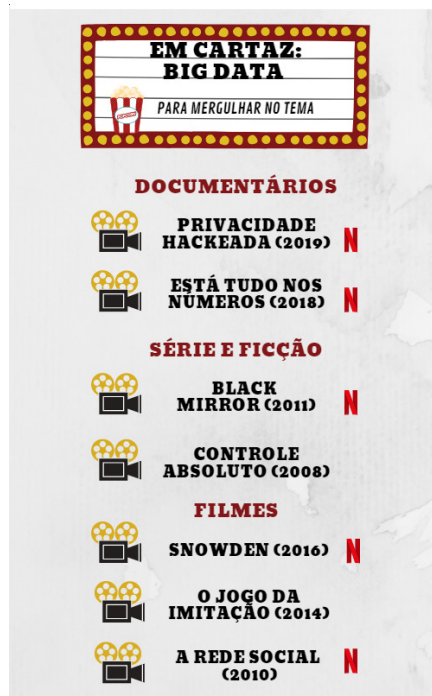 EM CARTAZ:
BIG DATA
PARA MERGULHAR NO TEMA
DOCUMENTÁRIOS
PRIVACIDADE
HACKEADA (2019)
N
ESTÁ TUDO NOS
NÚMEROS (2018)
N
SÉRIE E FICÇÃO
BLACK
MIRROR (2011)
N
CONTROLE
ABSOLUTO (2008)
FILMES
SNOWDEN (2016)
N
O JOGO DA
IMITAÇÃO (2014)
A REDE SOCIAL
(2010)
N